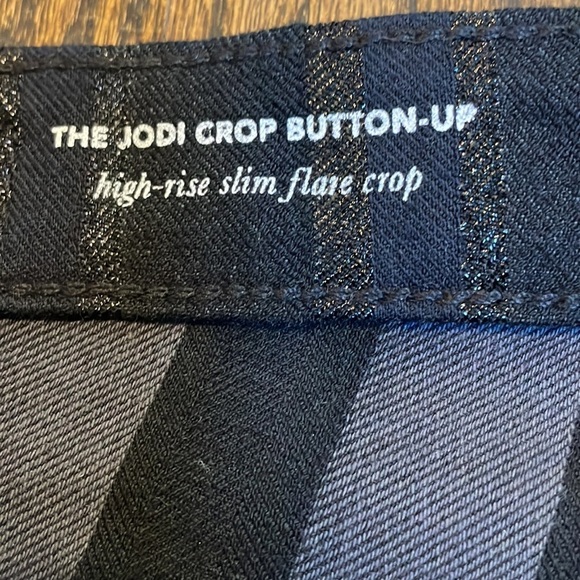 THE JODI CROP BUTTON-UP
high-rise slim flare crop